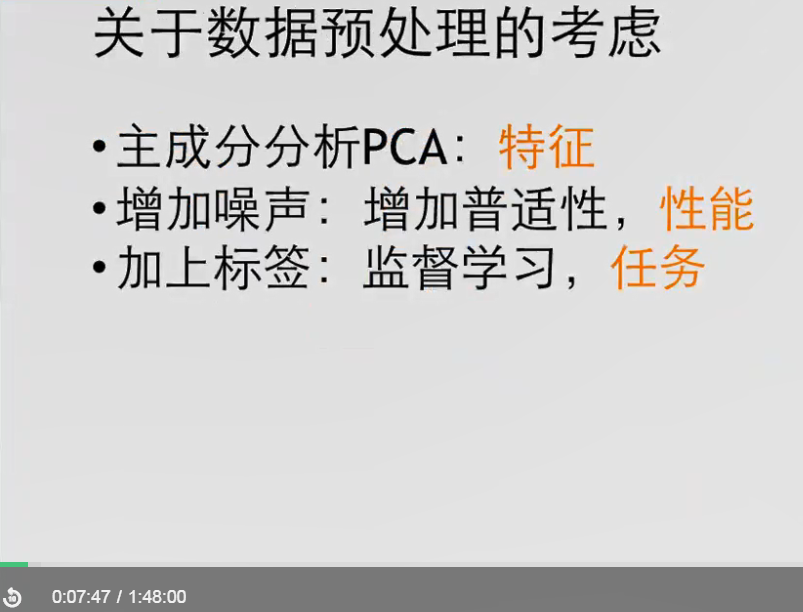 关于数据预处理的考虑
•主成分分析PCA：特征
•增加噪声：增加普适性，性能
•加上标签：监督学习，任务
0:07:47 / 1:48:00